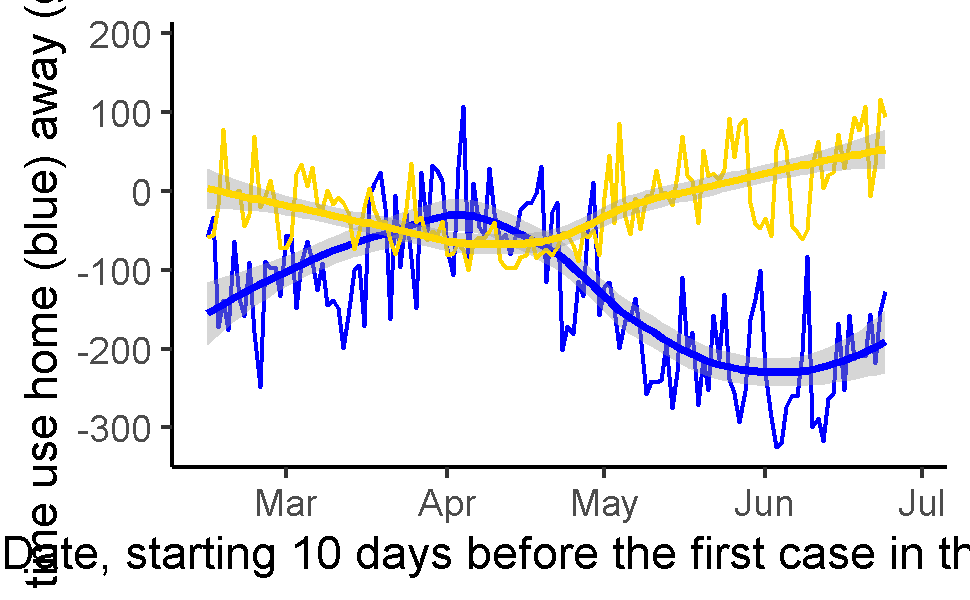 time use home (blue) away (
200
100
0
-100
-200
-300
Mar Apr May Jun Jul
Date, starting 10 days before the first case in th